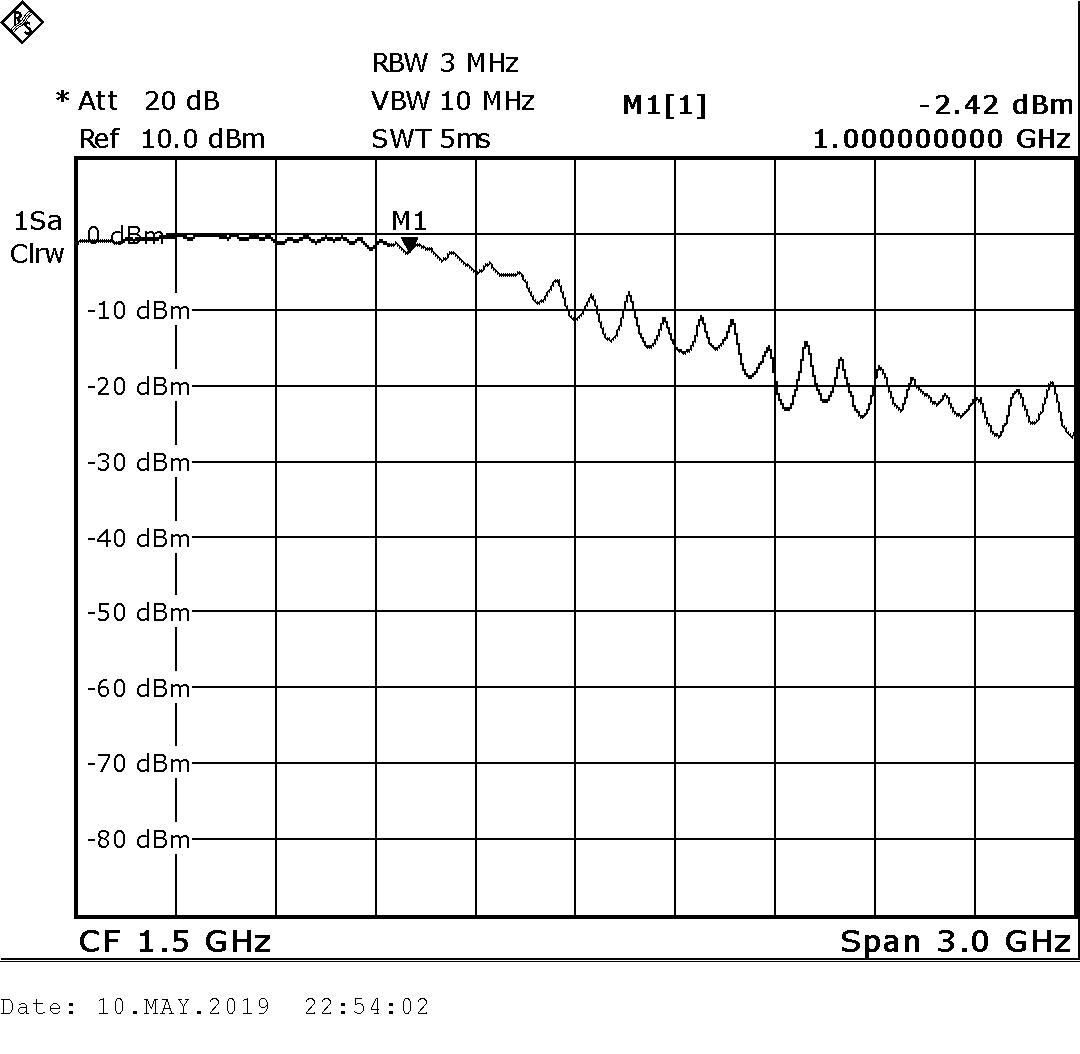 RS
RBW 3 MHz
* Att 20 dB VBW 10 MHz M1[1] -2.42 dBm
Ref 10.0 dBm SWT 5ms 1.000000000 GHz
1Sa
Clrw
0 dBm
M1
-10 dBm
-20 dBm
-30 dBm
-40 dBm
-50 dBm
-60 dBm
-70 dBm
-80 dBm
CF 1.5 GHz Span 3.0 GHz
Date: 10.MAY.2019 22:54:02